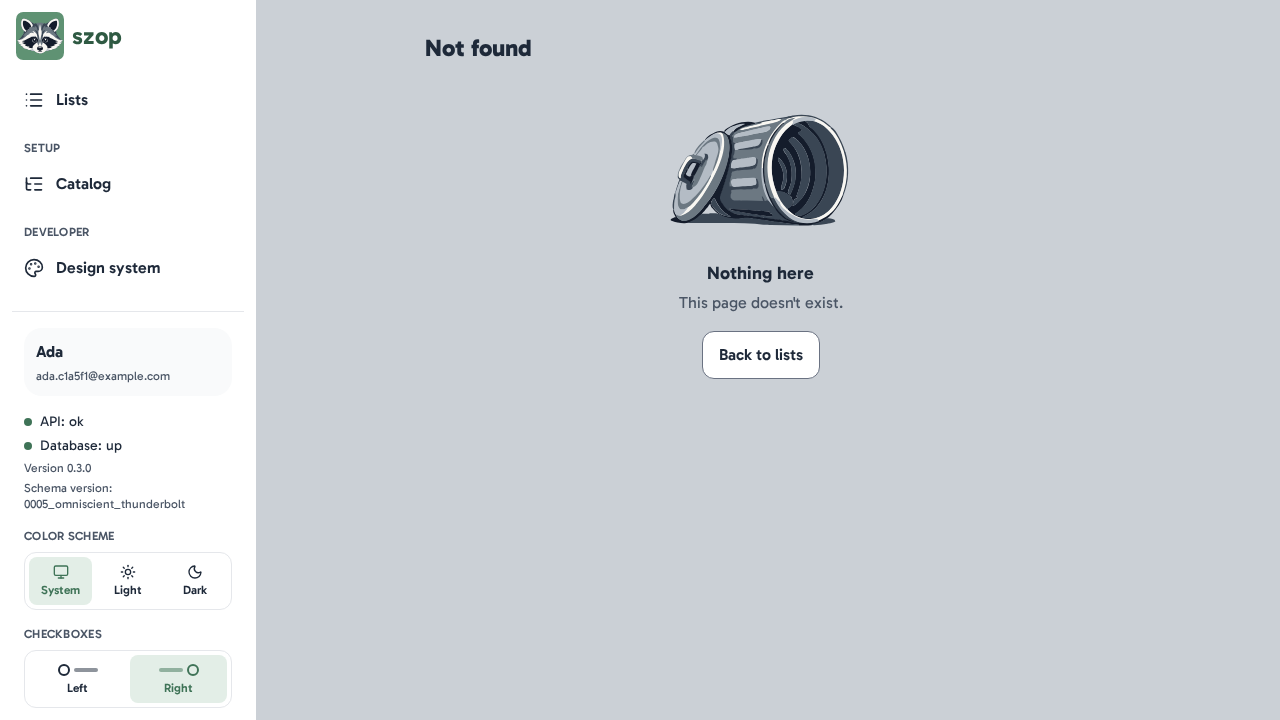 szop
Lists
SETUP
Catalog
DEVELOPER
Design system
Ada
ada.c1a5f1@example.com
API: ok
Database: up
Version 0.3.0
Schema version:
0005_omniscient_thunderbolt
COLOR SCHEME
System
Light
Dark
CHECKBOXES
Left
Right
Not found
Nothing here
This page doesn't exist.
Back to lists